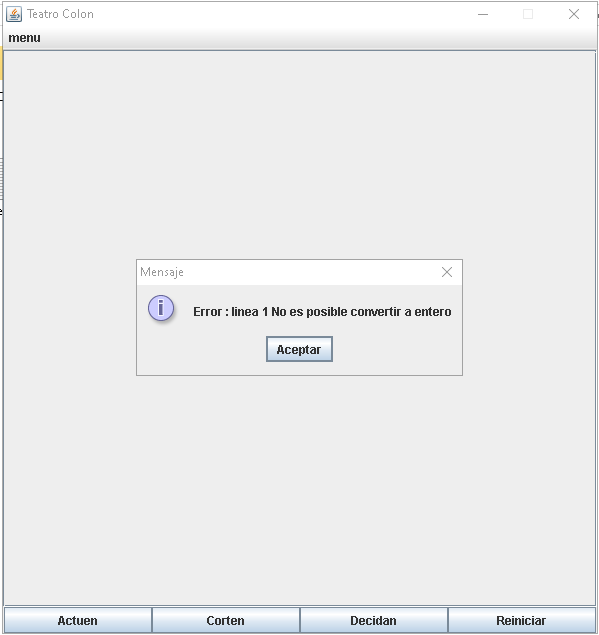 Teatro Colon
menu
Mensaje
i
Error : linea 1 No es posible convertir a entero
Aceptar
Actuen Corten Decidan Reiniciar